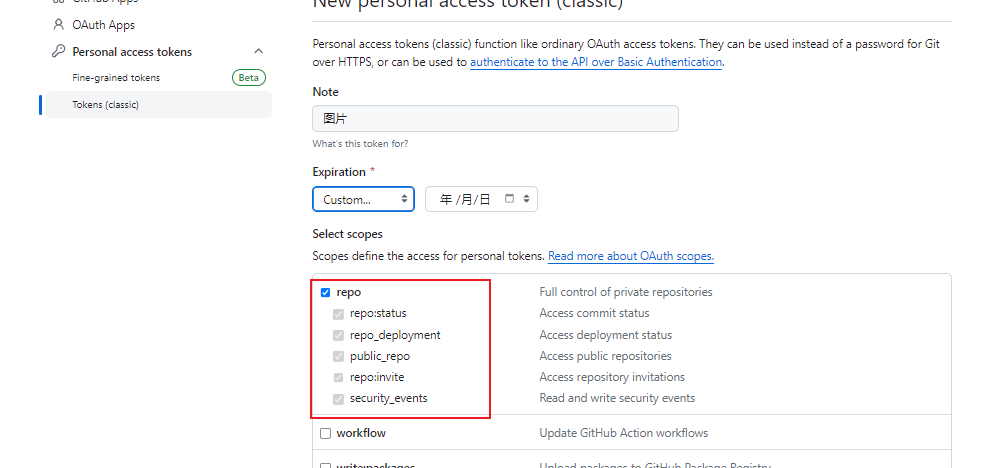 GitHub Apps
OAuth Apps
Personal access tokens
Fine-grained tokens Beta
Tokens (classic)
New personal access token (classic)
Personal access tokens (classic) function like ordinary OAuth access tokens. They can be used instead of a password for Git
over HTTPS, or can be used to authenticate to the API over Basic Authentication.
Note
图片
What's this token for?
Expiration *
Custom... 年 /月/日
Select scopes
Scopes define the access for personal tokens. Read more about OAuth scopes.
repo Full control of private repositories
repo:status Access commit status
repo_deployment Access deployment status
public_repo Access public repositories
repo:invite Access repository invitations
security_events Read and write security events
workflow Update GitHub Action workflows
write:packages Upload packages to GitHub Package Registry